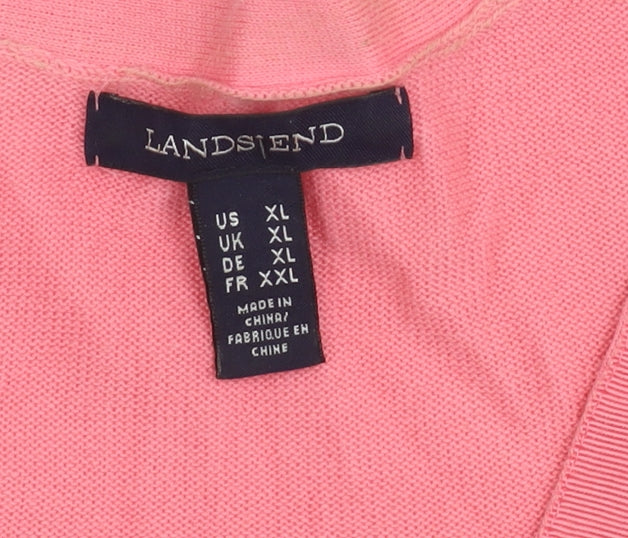 LANDS'END
US XL
UK XL
DE XL
FR XXL
MADE IN
CHINA/
FABRIQUE EN
CHINE